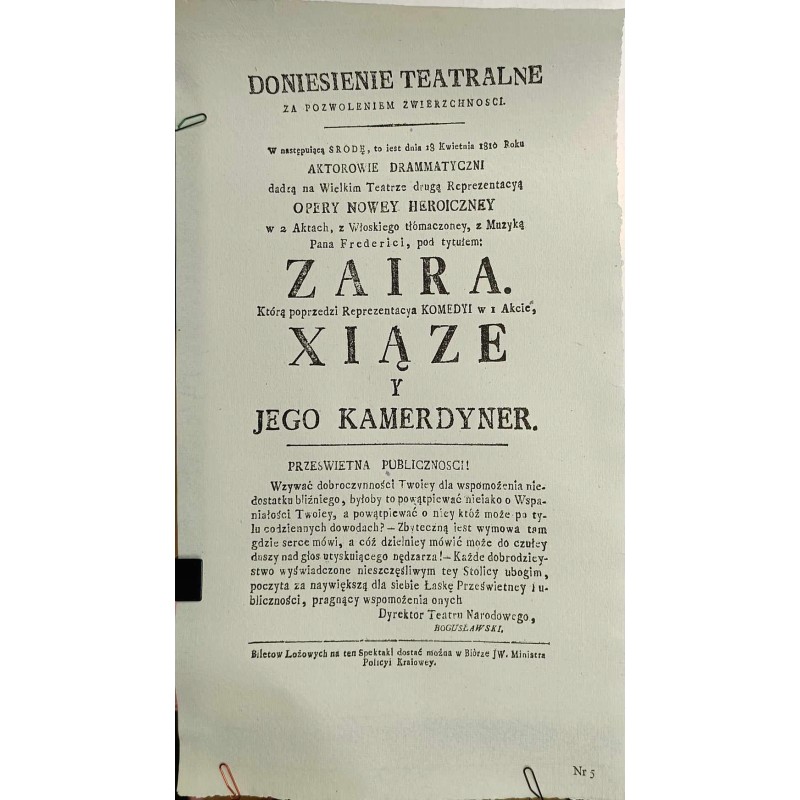 DONIESIENIE TEATRALNE
ZA POZWOLENIEM ZWIERZCHNOSCI.
W następuiącą SRODĘ, to iest dnia 18 Kwietnia 1810 Roku
AKTOROWIE DRAMMATYCZNI
dadzą na Wielkim Teatrze drugą Reprezentacyą
OPERY NOWEY HEROICZNEY
w 2 Aktach, z Włoskiego tłómaczoney, z Muzyką
Pana Frederici, pod tytułem:
ZAIRA.
Którą poprzedzi Reprezentacya KOMEDYI w 1 Akcie,
XIĄZE
Y
JEGO KAMERDYNER.
PRZESWIETNA PUBLICZNOSCI!
Wzywać dobroczynności Twoiey dla wspomożenia nie-
dostatku bliźniego, byłoby to powątpiewać nieiako o Wspa-
niałości Twoiey, a powątpiewać o niey któż może po ty-
lu codziennych dowodach? — Zbyteczną iest wymowa tam
gdzie serce mówi, a cóż dzielniey mówić może do czułey
duszy nad głos utyskuiącego nędzarza! — Każde dobrodziey-
stwo wyświadczone nieszczęśliwym tey Stolicy ubogim,
poczyta za naywiększą dla siebie Łaskę Prześwietney Pu-
bliczności, pragnący wspomożenia onych
Dyrektor Teatru Narodowego,
BOGUSŁAWSKI.
Biletow Lożowych na ten Spektakl dostać można w Biórze JW. Ministra
Policyi Kraiowey.
Nr 5